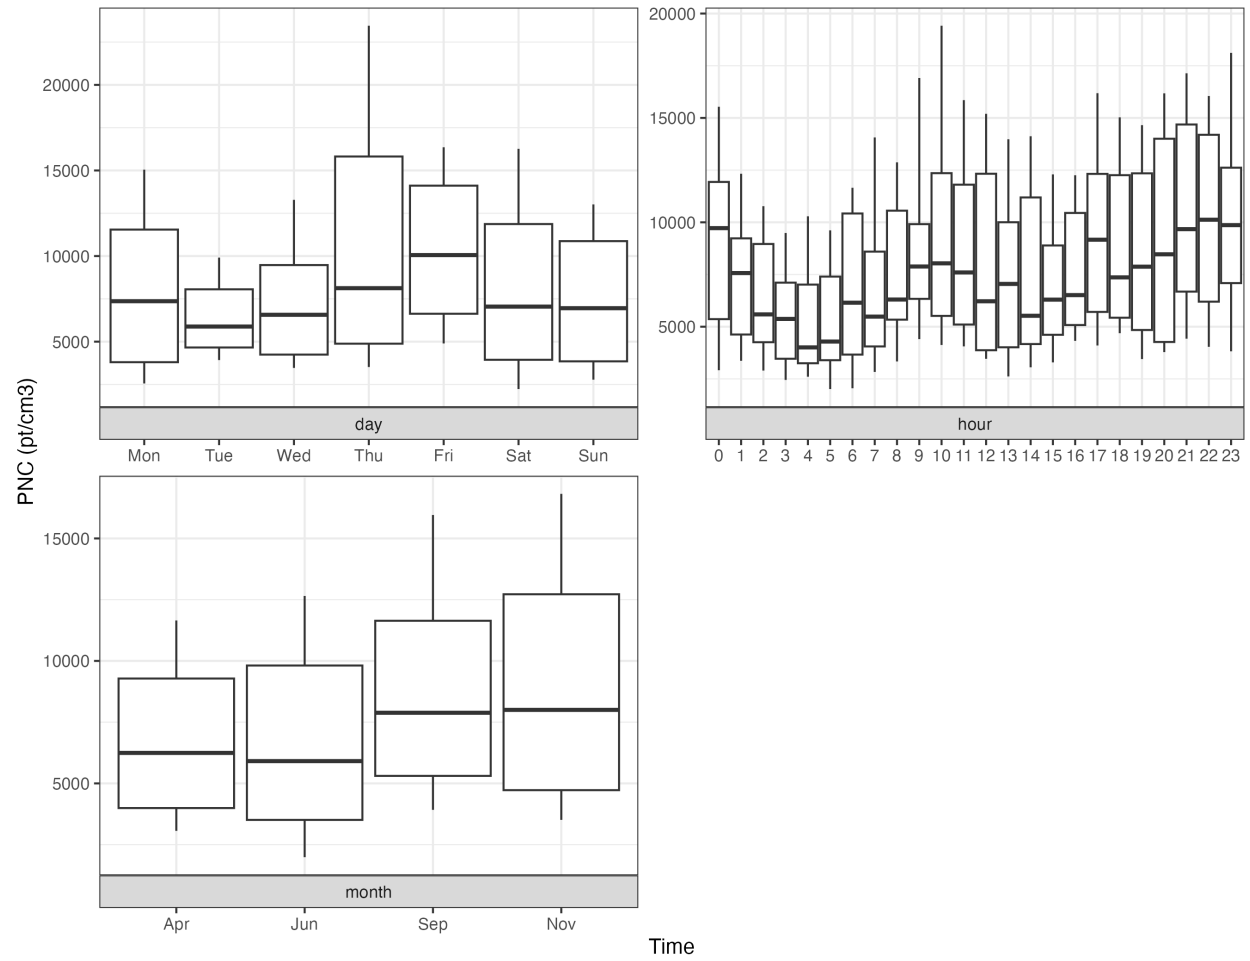 PNC (pt/cm3)
20000
15000
10000
5000
day
Mon Tue Wed Thu Fri Sat Sun
20000
15000
10000
5000
hour
0 1 2 3 4 5 6 7 8 9 10 11 12 13 14 15 16 17 18 19 20 21 22 23
15000
10000
5000
month
Apr Jun Sep Nov
Time